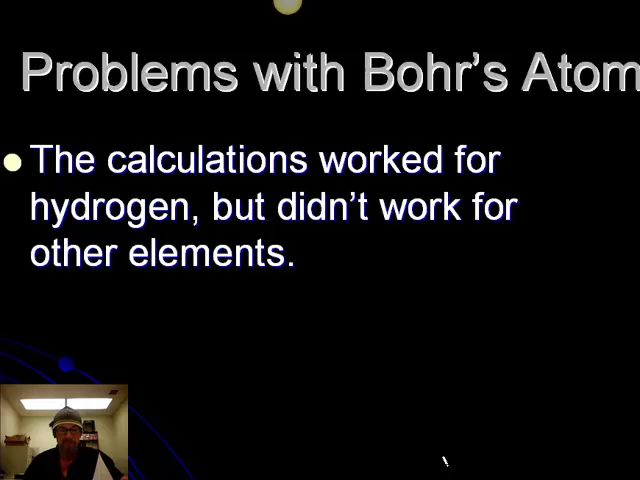 Problems with Bohr’s Atom
The calculations worked for
hydrogen, but didn’t work for
other elements.